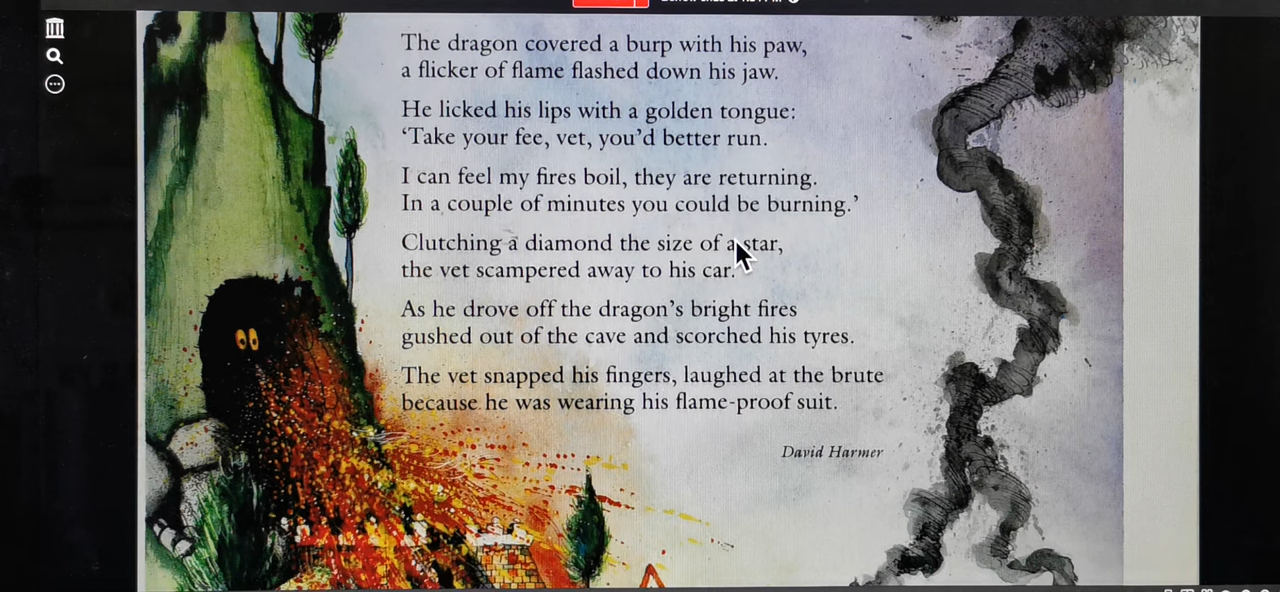 The dragon covered a burp with his paw,
a flicker of flame flashed down his jaw.
He licked his lips with a golden tongue:
‘Take your fee, vet, you’d better run.
I can feel my fires boil, they are returning.
In a couple of minutes you could be burning.’
Clutching a diamond the size of a star,
the vet scampered away to his car.
As he drove off the dragon’s bright fires
gushed out of the cave and scorched his tyres.
The vet snapped his fingers, laughed at the brute
because he was wearing his flame-proof suit.
David Harmer